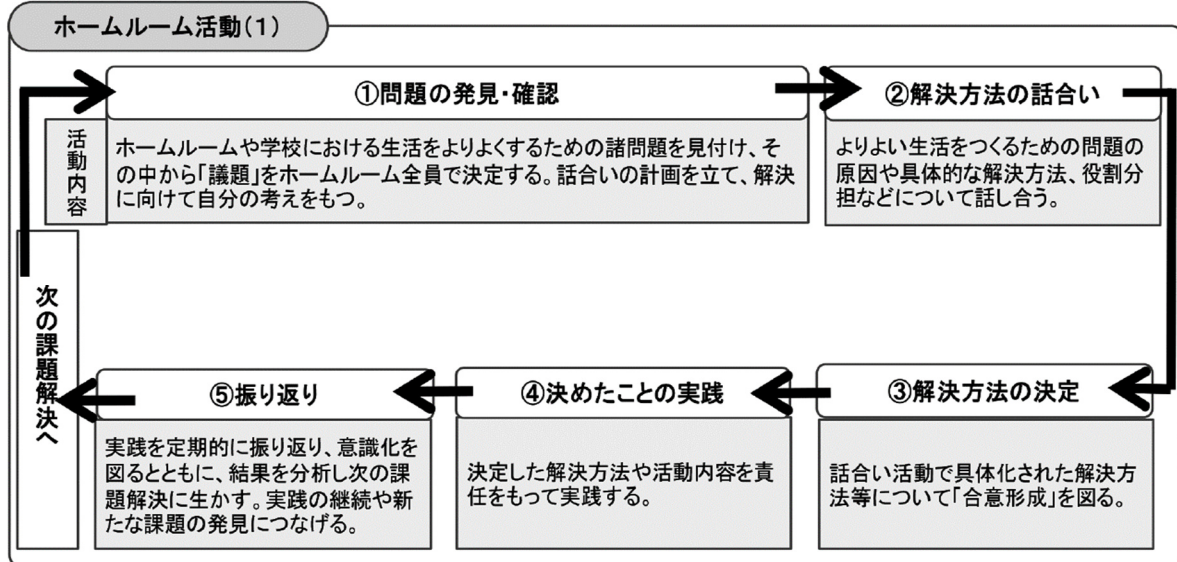 ホームルーム活動(1)
①問題の発見・確認
②解決方法の話合い
活動内容
ホームルームや学校における生活をよりよくするための諸問題を見付け、そ
の中から「議題」をホームルーム全員で決定する。話合いの計画を立て、解決
に向けて自分の考えをもつ。
よりよい生活をつくるための問題の
原因や具体的な解決方法、役割分
担などについて話し合う。
次の課題解決へ
⑤振り返り
④決めたことの実践
③解決方法の決定
実践を定期的に振り返り、意識化を
図るとともに、結果を分析し次の課
題解決に生かす。実践の継続や新
たな課題の発見につなげる。
決定した解決方法や活動内容を責
任をもって実践する。
話合い活動で具体化された解決方
法等について「合意形成」を図る。